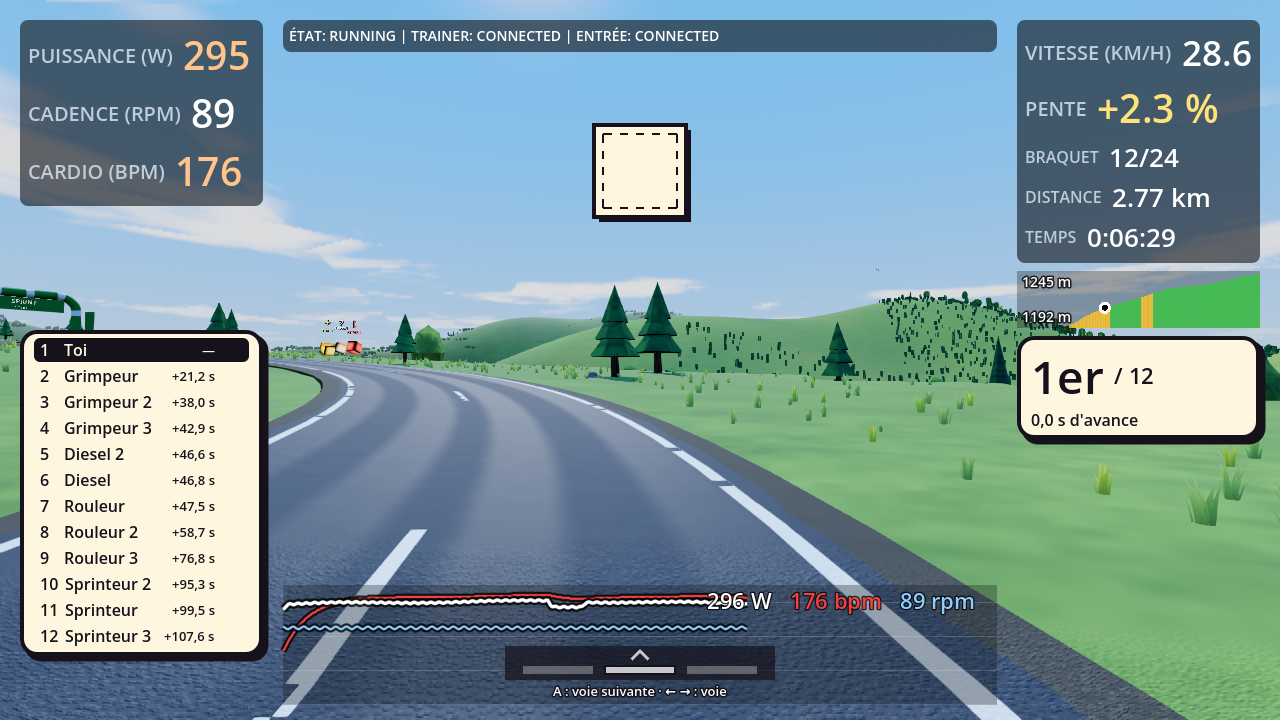 PUISSANCE (W) 295
CADENCE (RPM) 89
CARDIO (BPM) 176
ÉTAT: RUNNING | TRAINER: CONNECTED | ENTRÉE: CONNECTED
VITESSE (KM/H) 28.6
PENTE +2.3 %
BRAQUET 12/24
DISTANCE 2.77 km
TEMPS 0:06:29
1245 m
1192 m
1er / 12
0,0 s d'avance
SPRINT
1 Toi —
2 Grimpeur +21,2 s
3 Grimpeur 2 +38,0 s
4 Grimpeur 3 +42,9 s
5 Diesel 2 +46,6 s
6 Diesel +46,8 s
7 Rouleur +47,5 s
8 Rouleur 2 +58,7 s
9 Rouleur 3 +76,8 s
10 Sprinteur 2 +95,3 s
11 Sprinteur +99,5 s
12 Sprinteur 3 +107,6 s
296 W 176 bpm 89 rpm
A : voie suivante · ← → : voie